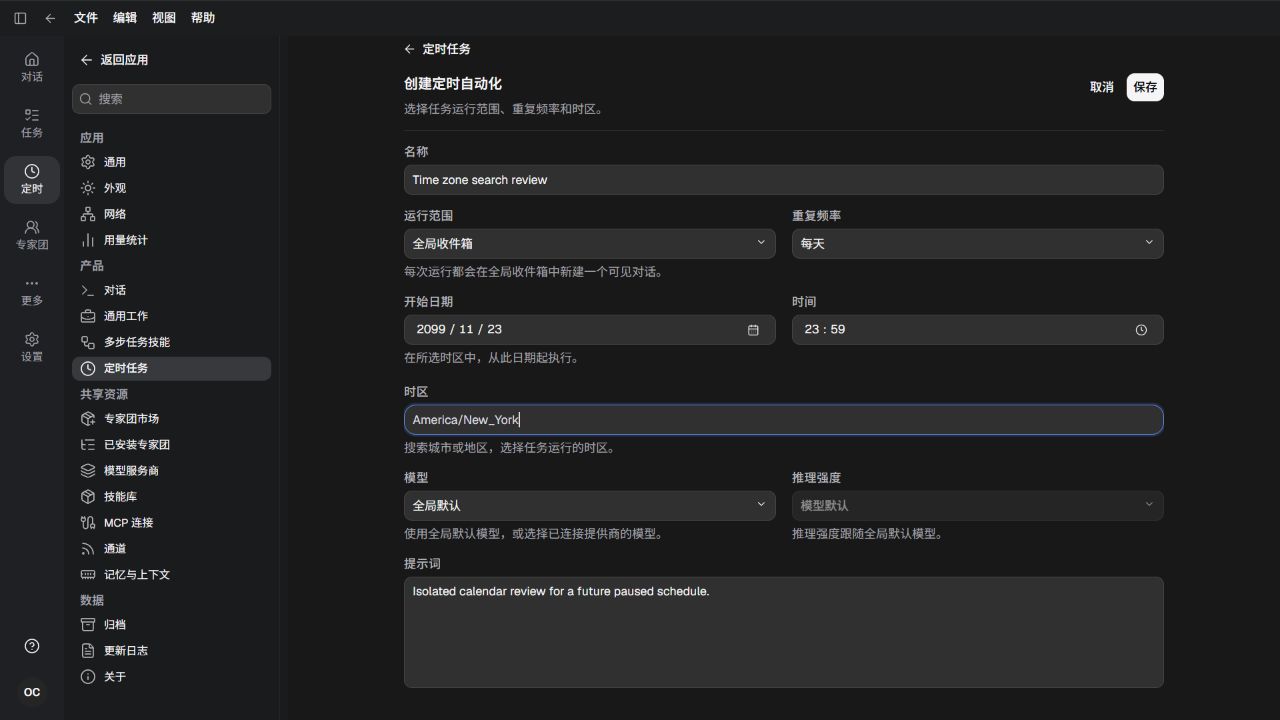 文件 编辑 视图 帮助
对话
任务
定时
专家团
更多
设置
OC
返回应用
搜索
应用
通用
外观
网络
用量统计
产品
对话
通用工作
多步任务技能
定时任务
共享资源
专家团市场
已安装专家团
模型服务商
技能库
MCP 连接
通道
记忆与上下文
数据
归档
更新日志
关于
定时任务
创建定时自动化
选择任务运行范围、重复频率和时区。
取消 保存
名称
Time zone search review
运行范围 重复频率
全局收件箱 每天
每次运行都会在全局收件箱中新建一个可见对话。
开始日期 时间
2099 / 11 / 23 23 : 59
在所选时区中，从此日期起执行。
时区
America/New_York
搜索城市或地区，选择任务运行的时区。
模型 推理强度
全局默认 模型默认
使用全局默认模型，或选择已连接提供商的模型。 推理强度跟随全局默认模型。
提示词
Isolated calendar review for a future paused schedule.